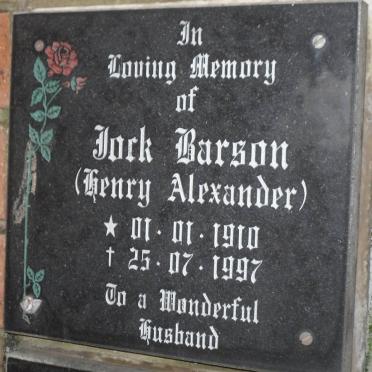 In
Loving Memory
of
Jock Barson
(Henry Alexander)
★ 01 · 01 · 1910
† 25 · 07 · 1997
To a Wonderful
Husband